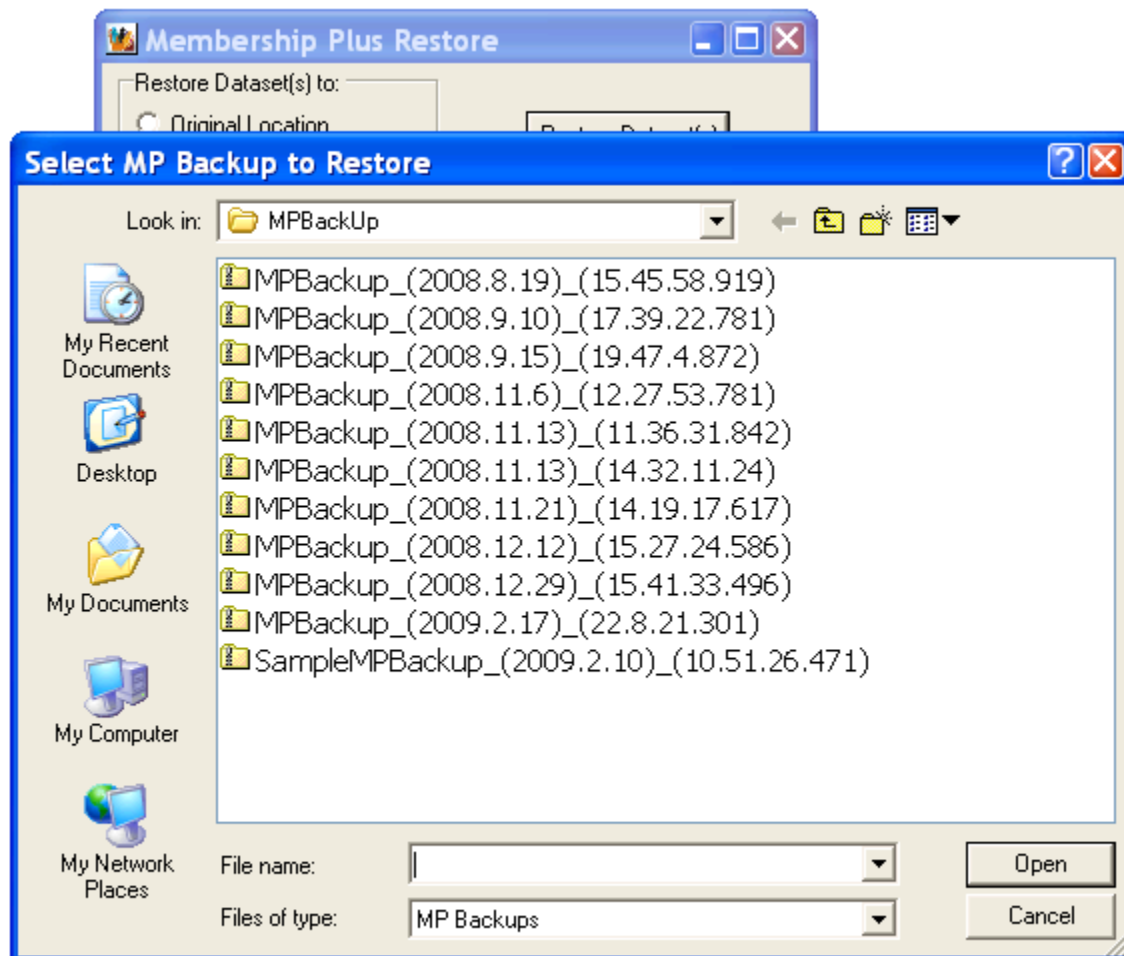 Membership Plus Restore
Restore Dataset(s) to:
Original Location
Select MP Backup to Restore
Look in: MPBackUp
MPBackup_(2008.8.19)_(15.45.58.919)
MPBackup_(2008.9.10)_(17.39.22.781)
MPBackup_(2008.9.15)_(19.47.4.872)
MPBackup_(2008.11.6)_(12.27.53.781)
MPBackup_(2008.11.13)_(11.36.31.842)
MPBackup_(2008.11.13)_(14.32.11.24)
MPBackup_(2008.11.21)_(14.19.17.617)
MPBackup_(2008.12.12)_(15.27.24.586)
MPBackup_(2008.12.29)_(15.41.33.496)
MPBackup_(2009.2.17)_(22.8.21.301)
SampleMPBackup_(2009.2.10)_(10.51.26.471)
My Recent
Documents
Desktop
My Documents
My Computer
My Network
Places
File name:
Open
Files of type: MP Backups
Cancel